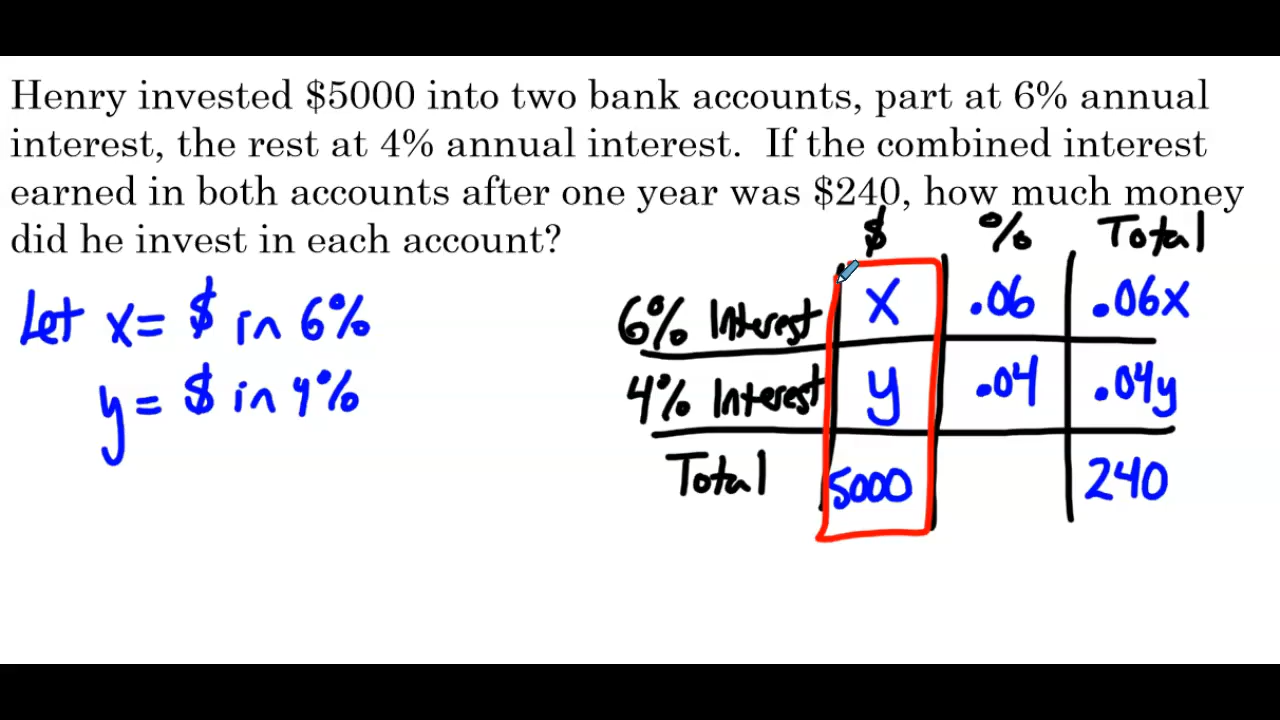 Henry invested $5000 into two bank accounts, part at 6% annual
interest, the rest at 4% annual interest. If the combined interest
earned in both accounts after one year was $240, how much money
did he invest in each account?
$ % Total
Let x = $ in 6%
y = $ in 4%
6% Interest x .06 .06x
4% Interest y .04 .04y
Total 5000 240